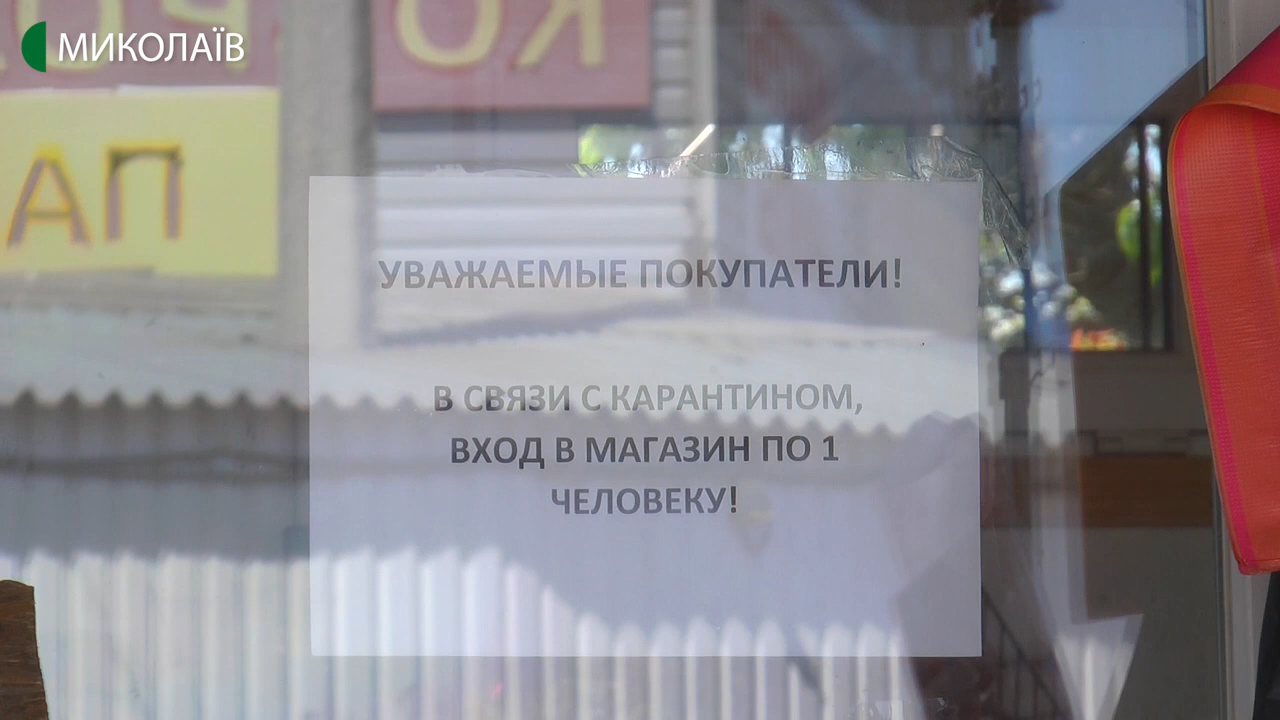 МИКОЛАЇВ
УВАЖАЕМЫЕ ПОКУПАТЕЛИ!
В СВЯЗИ С КАРАНТИНОМ,
ВХОД В МАГАЗИН ПО 1
ЧЕЛОВЕКУ!